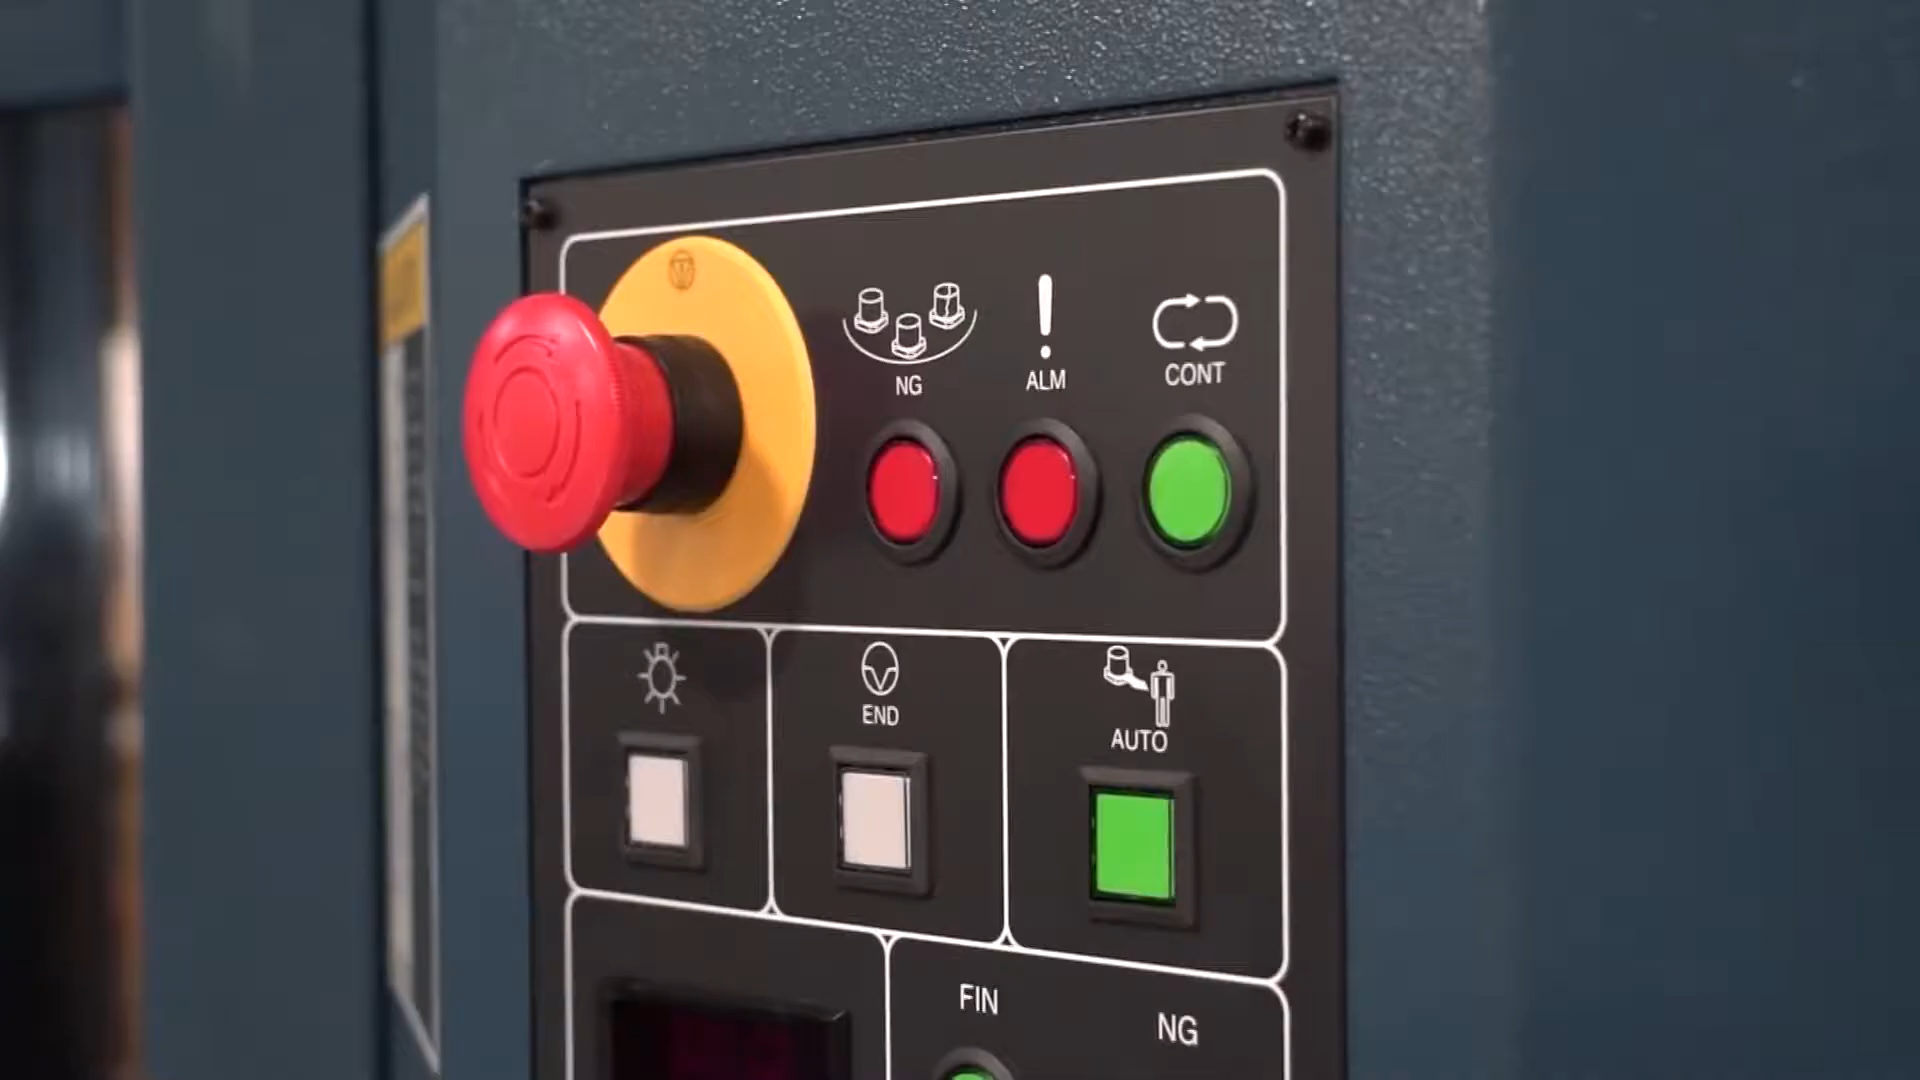 NG
ALM
CONT
END
AUTO
FIN
NG